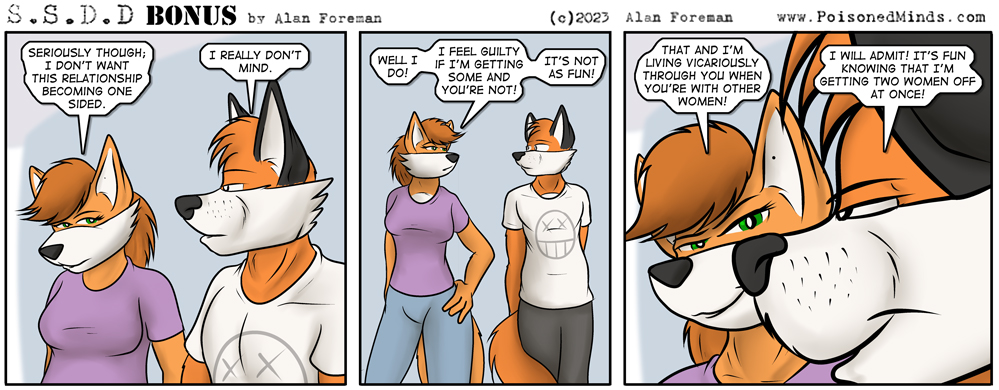 S.S.D.D BONUS by Alan Foreman (c)2023 Alan Foreman www.PoisonedMinds.com
SERIOUSLY THOUGH;
I DON'T WANT
THIS RELATIONSHIP
BECOMING ONE
SIDED.
I REALLY DON'T
MIND.
WELL I
DO!
I FEEL GUILTY
IF I'M GETTING
SOME AND
YOU'RE NOT!
IT'S NOT
AS FUN!
THAT AND I'M
LIVING VICARIOUSLY
THROUGH YOU WHEN
YOU'RE WITH OTHER
WOMEN!
I WILL ADMIT! IT'S FUN
KNOWING THAT I'M
GETTING TWO WOMEN OFF
AT ONCE!